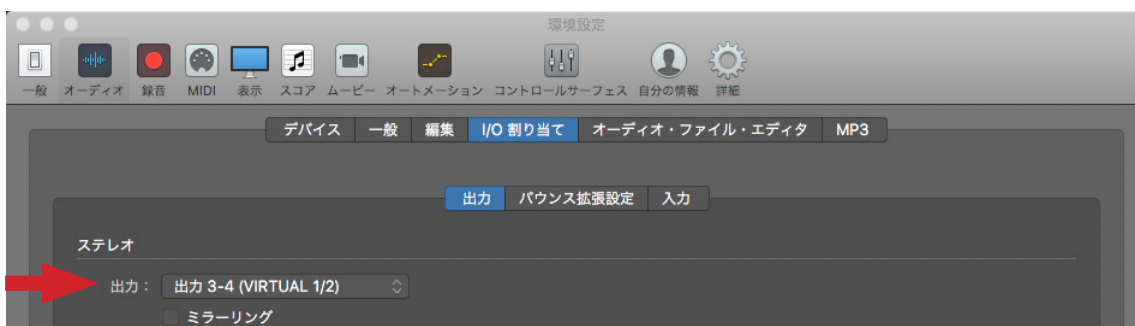 環境設定
一般 オーディオ 録音 MIDI 表示 スコア ムービー オートメーション コントロールサーフェス 自分の情報 詳細
デバイス 一般 編集 I/O 割り当て オーディオ・ファイル・エディタ MP3
出力 バウンス拡張設定 入力
ステレオ
出力： 出力 3-4 (VIRTUAL 1/2)
ミラーリング